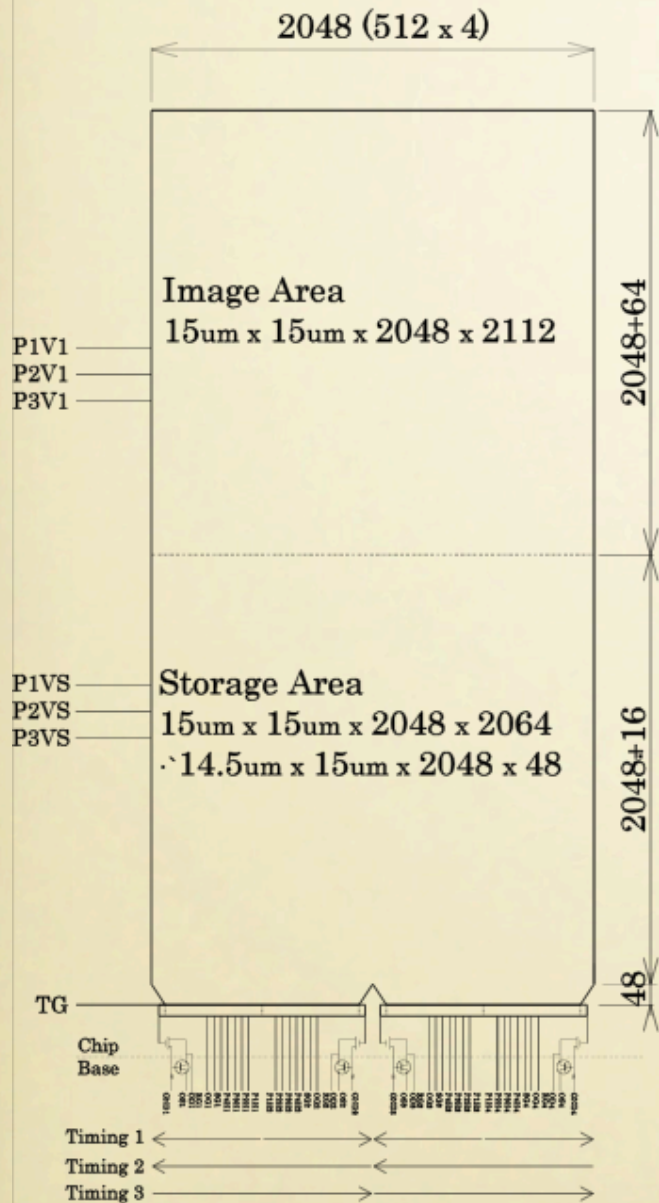 2048 (512 x 4)
Image Area
15um x 15um x 2048 x 2112
2048+64
P1V1
P2V1
P3V1
Storage Area
15um x 15um x 2048 x 2064
14.5um x 15um x 2048 x 48
2048+16
P1VS
P2VS
P3VS
48
TG
Chip
Base
Timing 1
Timing 2
Timing 3